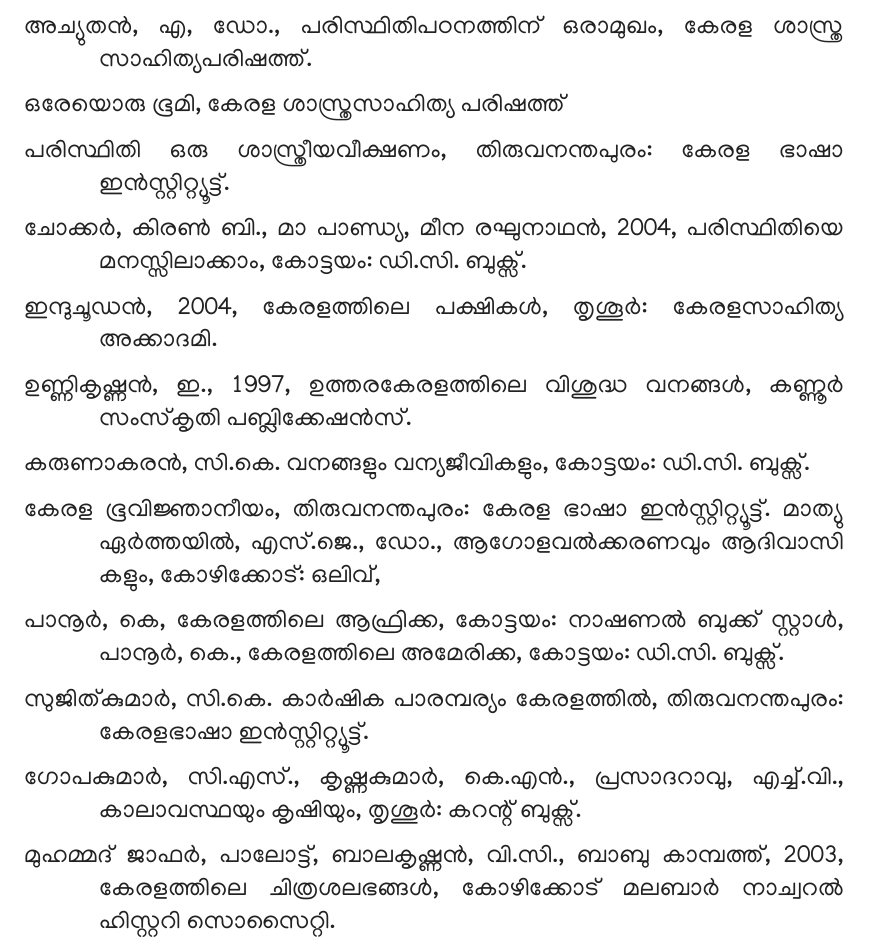 അച്യുതൻ, എ, ഡോ., പരിസ്ഥിതിപഠനത്തിന് ഒരാമുഖം, കേരള ശാസ്ത്ര
സാഹിത്യപരിഷത്ത്.
ഒരേയൊരു ഭൂമി, കേരള ശാസ്ത്രസാഹിത്യ പരിഷത്ത്
പരിസ്ഥിതി ഒരു ശാസ്ത്രീയവീക്ഷണം, തിരുവനന്തപുരം: കേരള ഭാഷാ
ഇൻസ്റ്റിറ്റ്യൂട്ട്.
ചോക്കർ, കിരൺ ബി., മാ പാണ്ഡ്യ, മീന രഘുനാഥൻ, 2004, പരിസ്ഥിതിയെ
മനസ്സിലാക്കാം, കോട്ടയം: ഡി.സി. ബുക്സ്.
ഇന്ദുചൂഡൻ, 2004, കേരളത്തിലെ പക്ഷികൾ, തൃശൂർ: കേരളസാഹിത്യ
അക്കാദമി.
ഉണ്ണികൃഷ്ണൻ, ഇ., 1997, ഉത്തരകേരളത്തിലെ വിശുദ്ധ വനങ്ങൾ, കണ്ണൂർ
സംസ്കൃതി പബ്ലിക്കേഷൻസ്.
കരുണാകരൻ, സി.കെ. വനങ്ങളും വന്യജീവികളും, കോട്ടയം: ഡി.സി. ബുക്സ്.
കേരള ഭൂവിജ്ഞാനീയം, തിരുവനന്തപുരം: കേരള ഭാഷാ ഇൻസ്റ്റിറ്റ്യൂട്ട്. മാത്യു
ഏർത്തയിൽ, എസ്.ജെ., ഡോ., ആഗോളവൽക്കരണവും ആദിവാസി
കളും, കോഴിക്കോട്: ഒലിവ്,
പാനൂർ, കെ, കേരളത്തിലെ ആഫ്രിക്ക, കോട്ടയം: നാഷണൽ ബുക്ക് സ്റ്റാൾ,
പാനൂർ, കെ., കേരളത്തിലെ അമേരിക്ക, കോട്ടയം: ഡി.സി. ബുക്സ്.
സുജിത്കുമാർ, സി.കെ. കാർഷിക പാരമ്പര്യം കേരളത്തിൽ, തിരുവനന്തപുരം:
കേരളഭാഷാ ഇൻസ്റ്റിറ്റ്യൂട്ട്.
ഗോപകുമാർ, സി.എസ്., കൃഷ്ണകുമാർ, കെ.എൻ., പ്രസാദറാവു, എച്ച്.വി.,
കാലാവസ്ഥയും കൃഷിയും, തൃശൂർ: കറന്റ് ബുക്സ്.
മുഹമ്മദ് ജാഫർ, പാലോട്ട്, ബാലകൃഷ്ണൻ, വി.സി., ബാബു കാമ്പത്ത്, 2003,
കേരളത്തിലെ ചിത്രശലഭങ്ങൾ, കോഴിക്കോട് മലബാർ നാച്വറൽ
ഹിസ്റ്ററി സൊസൈറ്റി.